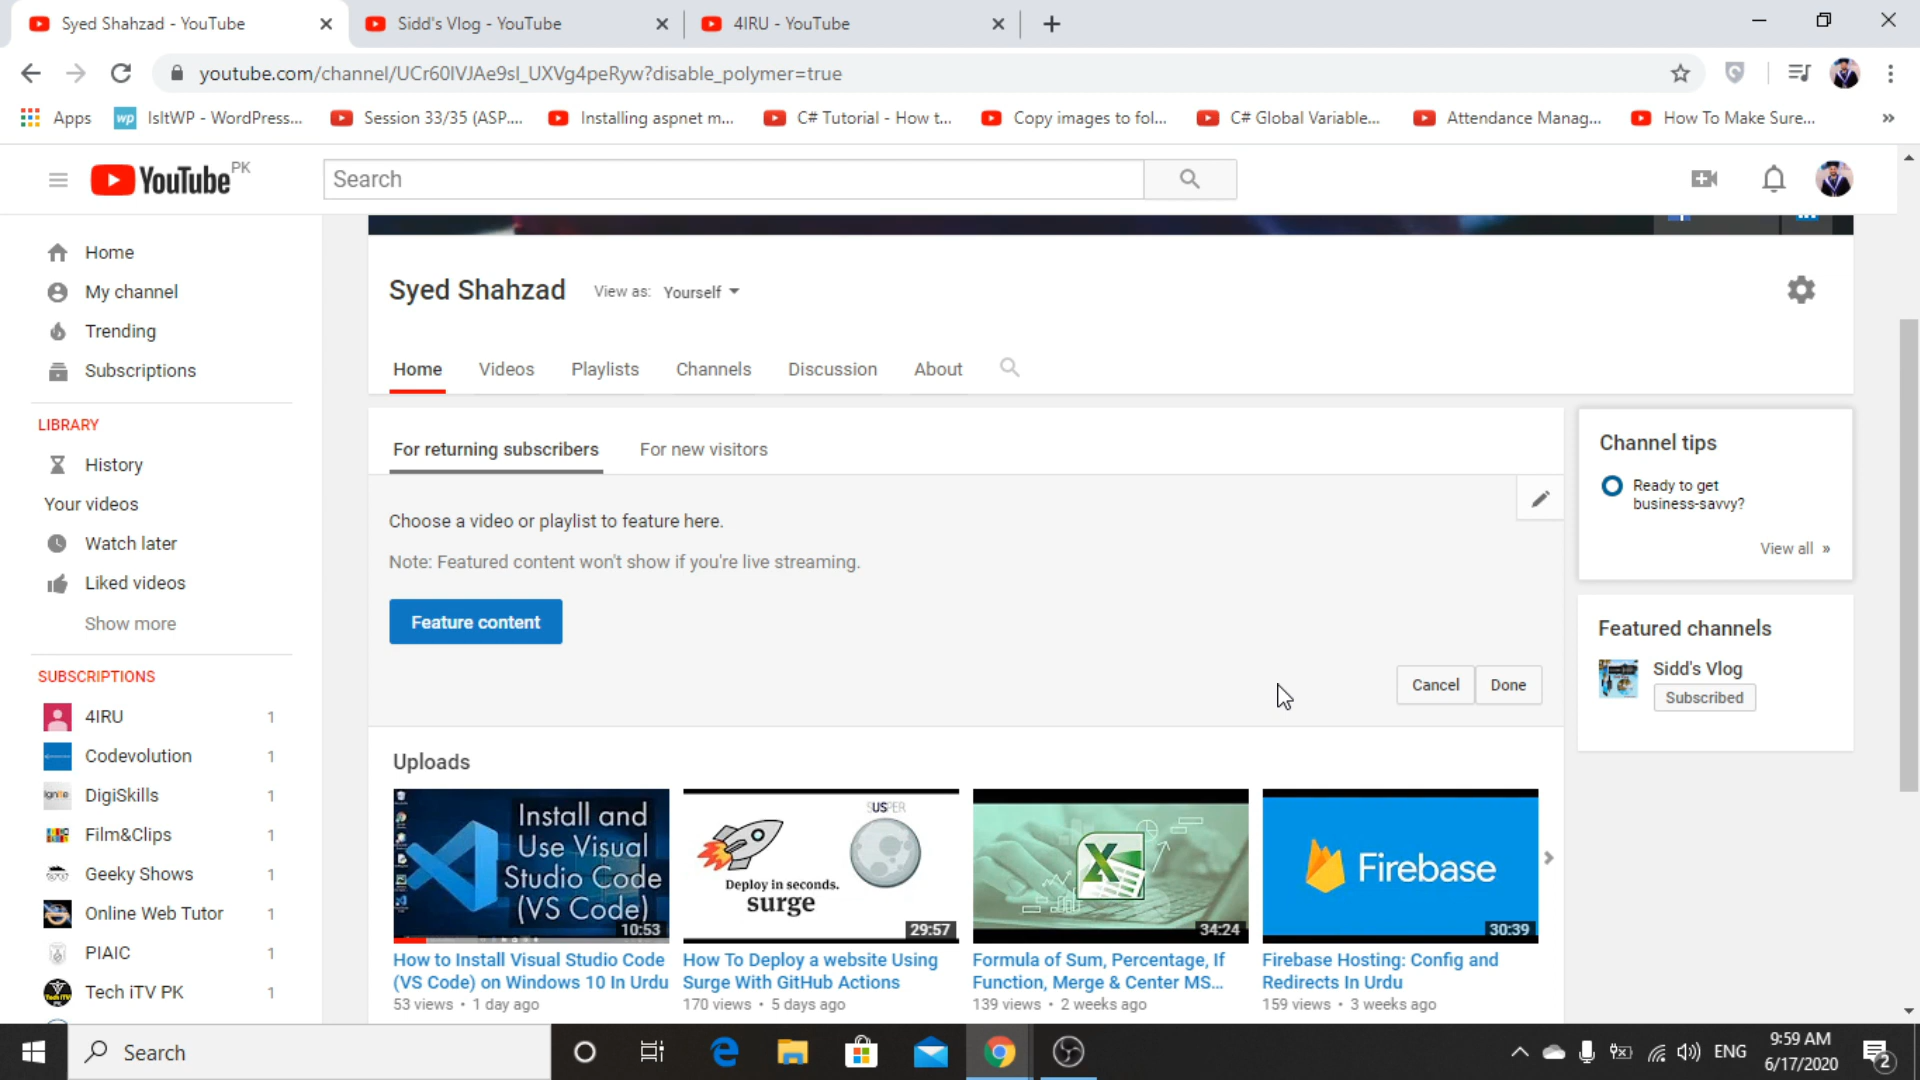 Syed Shahzad - YouTube
Sidd's Vlog - YouTube
4IRU - YouTube
youtube.com/channel/UCr60IVJAe9sI_UXVg4peRyw?disable_polymer=true
Apps
wp
IsItWP - WordPress...
Session 33/35 (ASP....
Installing aspnet m...
C# Tutorial - How t...
Copy images to fol...
C# Global Variable...
Attendance Manag...
How To Make Sure...
»
YouTube PK
Search
Home
My channel
Trending
Subscriptions
LIBRARY
History
Your videos
Watch later
Liked videos
Show more
SUBSCRIPTIONS
4IRU 1
Codevolution 1
DigiSkills 1
Film&Clips 1
Geeky Shows 1
Online Web Tutor 1
PIAIC 1
Tech iTV PK 1
Syed Shahzad
View as: Yourself
Home
Videos
Playlists
Channels
Discussion
About
For returning subscribers
For new visitors
Choose a video or playlist to feature here.
Note: Featured content won't show if you're live streaming.
Feature content
Cancel
Done
Channel tips
Ready to get
business-savvy?
View all »
Featured channels
Sidd's Vlog
Subscribed
Uploads
Install and
Use Visual
Studio Code
(VS Code)
10:53
How to Install Visual Studio Code
(VS Code) on Windows 10 In Urdu
53 views • 1 day ago
SUSPER
Deploy in seconds.
surge
29:57
How To Deploy a website Using
Surge With GitHub Actions
170 views • 5 days ago
X
34:24
Formula of Sum, Percentage, If
Function, Merge & Center MS...
139 views • 2 weeks ago
Firebase
30:39
Firebase Hosting: Config and
Redirects In Urdu
159 views • 3 weeks ago
Search
ENG
9:59 AM
6/17/2020
2